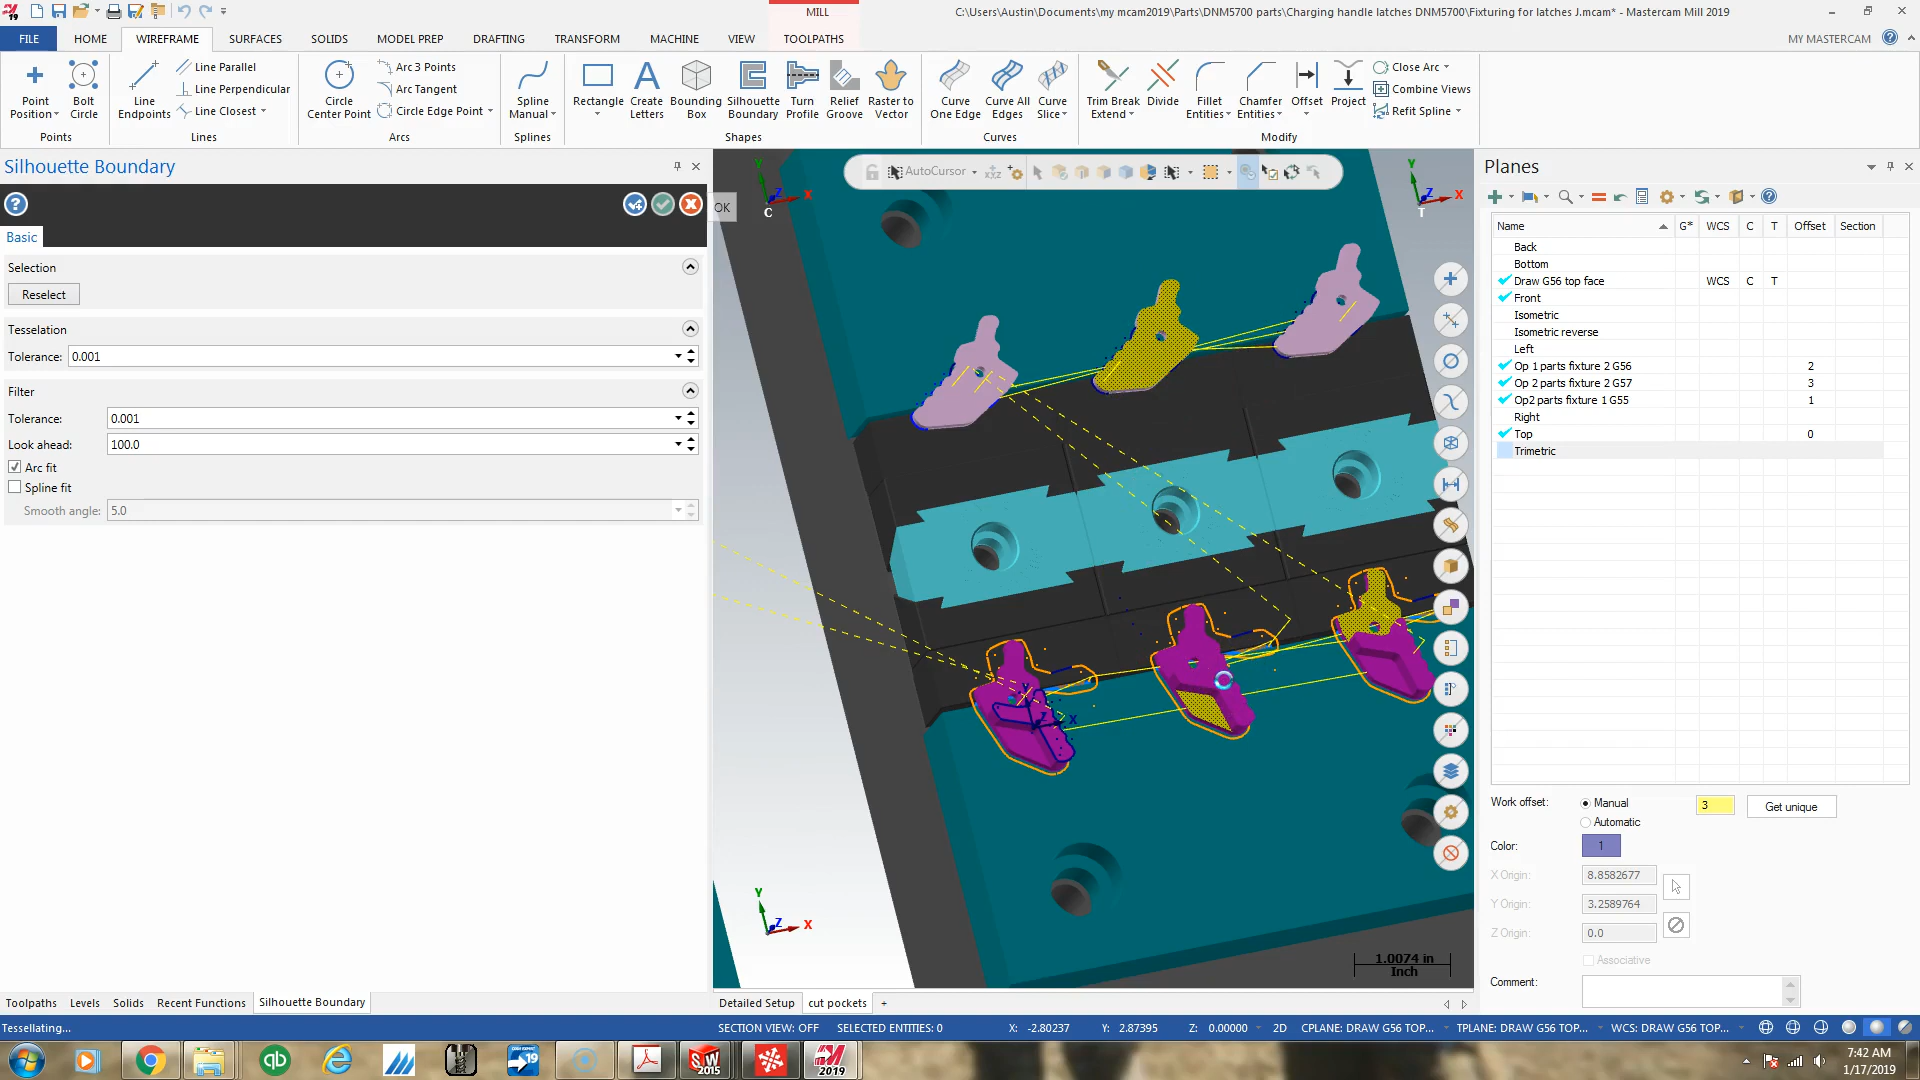 19
MILL
C:\Users\Austin\Documents\my mcam2019\Parts\DNM5700 parts\Charging handle latches DNM5700\Fixturing for latches J.mcam* - Mastercam Mill 2019
FILE HOME WIREFRAME SURFACES SOLIDS MODEL PREP DRAFTING TRANSFORM MACHINE VIEW TOOLPATHS MY MASTERCAM
Point Position
Bolt Circle
Points
Line Endpoints
Line Parallel
Line Perpendicular
Line Closest
Lines
Circle Center Point
Arc 3 Points
Arc Tangent
Circle Edge Point
Arcs
Spline Manual
Splines
Rectangle
Create Letters
Bounding Box
Silhouette Boundary
Turn Profile
Relief Groove
Raster to Vector
Shapes
Curve One Edge
Curve All Edges
Curve Slice
Curves
Trim Break Extend
Divide
Fillet Entities
Chamfer Entities
Offset
Project
Close Arc
Combine Views
Refit Spline
Modify
Silhouette Boundary
OK
Basic
Selection
Reselect
Tesselation
Tolerance: 0.001
Filter
Tolerance: 0.001
Look ahead: 100.0
Arc fit
Spline fit
Smooth angle: 5.0
AutoCursor
Y
Z
X
C
Y
Z
X
T
X
Y
Z
X
1.0074 in
Inch
Planes
Name G* WCS C T Offset Section
Back
Bottom
Draw G56 top face WCS C T
Front
Isometric
Isometric reverse
Left
Op 1 parts fixture 2 G56 2
Op 2 parts fixture 2 G57 3
Op2 parts fixture 1 G55 1
Right
Top 0
Trimetric
Work offset: Manual 3 Get unique
Automatic
Color: 1
X Origin: 8.8582677
Y Origin: 3.2589764
Z Origin: 0.0
Associative
Comment:
Toolpaths Levels Solids Recent Functions Silhouette Boundary
Detailed Setup cut pockets +
Tessellating...
SECTION VIEW: OFF SELECTED ENTITIES: 0 X: -2.80237 Y: 2.87395 Z: 0.00000 2D CPLANE: DRAW G56 TOP... TPLANE: DRAW G56 TOP... WCS: DRAW G56 TOP...
qb
19
SW
2015
2019
7:42 AM
1/17/2019